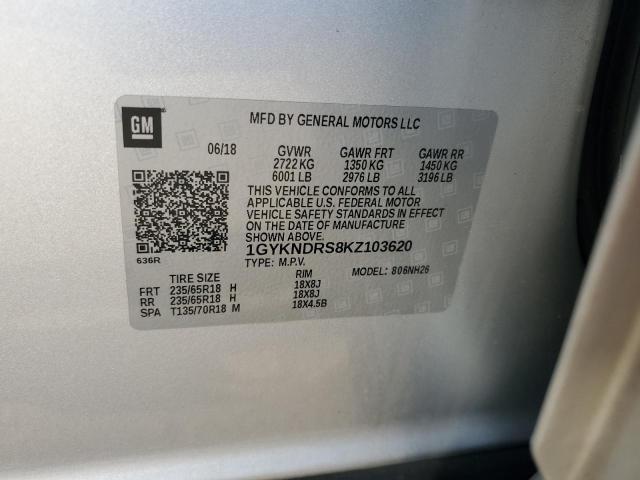 GM
MFD BY GENERAL MOTORS LLC
06/18 GVWR GAWR FRT GAWR RR
2722 KG 1350 KG 1450 KG
6001 LB 2976 LB 3196 LB
THIS VEHICLE CONFORMS TO ALL
APPLICABLE U.S. FEDERAL MOTOR
VEHICLE SAFETY STANDARDS IN EFFECT
ON THE DATE OF MANUFACTURE
SHOWN ABOVE.
1GYKNDRS8KZ103620
636R
TYPE: M.P.V. MODEL: 806NH26
TIRE SIZE RIM
FRT 235/65R18 H 18X8J
RR 235/65R18 H 18X8J
SPA T135/70R18 M 18X4.5B